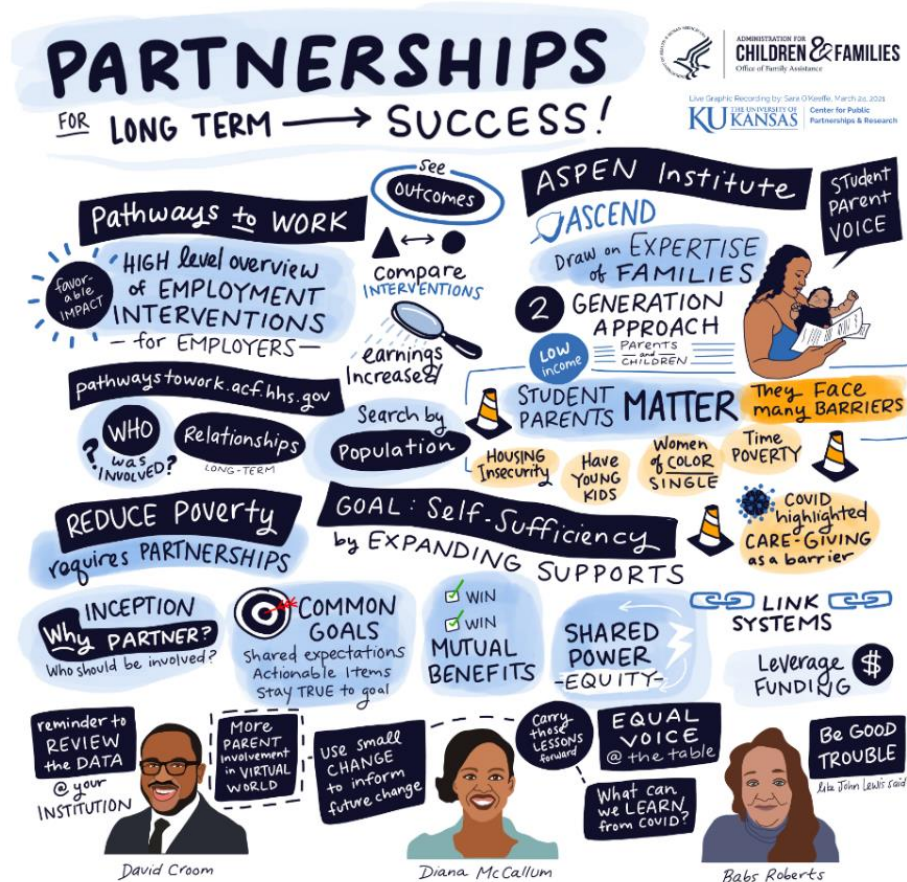 PARTNERSHIPS
FOR LONG TERM SUCCESS!
ADMINISTRATION FOR
CHILDREN & FAMILIES
Office of Family Assistance
Live Graphic Recording by: Sara O'Keeffe, March 24, 2021
KU THE UNIVERSITY OF
KANSAS
Center for Public
Partnerships & Research
Pathways to WORK
favor-
able
IMPACT
HIGH level overview
of EMPLOYMENT
INTERVENTIONS
- for EMPLOYERS -
pathwaystowork.acf.hhs.gov
? WHO
was
INVOLVED?
Relationships
LONG-TERM
Search by
Population
see
outcomes
compare
INTERVENTIONS
earnings
Increased!
ASPEN Institute
ASCEND
Draw on EXPERTISE
of FAMILIES
STUdent
Parent
VOICE
2 GENERATION
APPROACH
PARENTS
and
CHILDREN
LOW
income
STUDENT
PARENTS MATTER
They FACE
many BARRIERS
HOUSING
Insecurity
Have
YOUNG
KIDS
Women
of COLOR
SINGLE
Time
POVERTY
COVID
highlighted
CARE-GIVING
as a barrier
REDUCE Poverty
requires PARTNERSHIPS
GOAL: Self-Sufficiency
by EXPANDING SUPPORTS
INCEPTION
Why PARTNER?
Who should be involved?
COMMON
GOALS
Shared expectations
Actionable Items
Stay TRUE to goal
WIN
WIN
MUTUAL
BENEFITS
SHARED
POWER
-EQUITY-
LINK
SYSTEMS
Leverage
FUNDING $
reminder to
REVIEW
the DATA
@ your
INSTITUTION
More
PARENT
Involvement
in VIRTUAL
WORLD
Use small
CHANGE
to inform
future change
Carry
those
LESSONS
forward
EQUAL
VOICE
@ the table
What can
we LEARN
from COVID?
Be GOOD
TROUBLE
like John Lewis said
David Croom
Diana McCallum
Babs Roberts